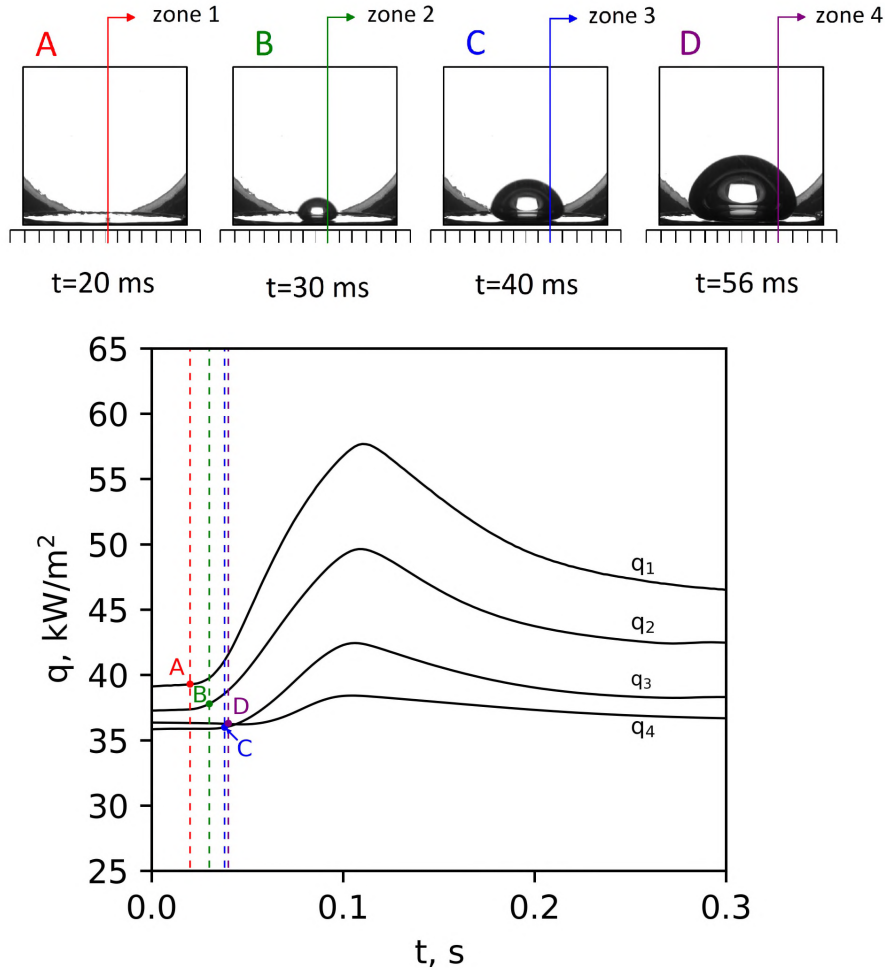 zone 1
zone 2
zone 3
zone 4
A
B
C
D
t=20 ms
t=30 ms
t=40 ms
t=56 ms
65
60
55
50
45
40
35
30
25
q, kW/m²
q₁
q₂
q₃
q₄
A
B
D
C
0.0
0.1
0.2
0.3
t, s